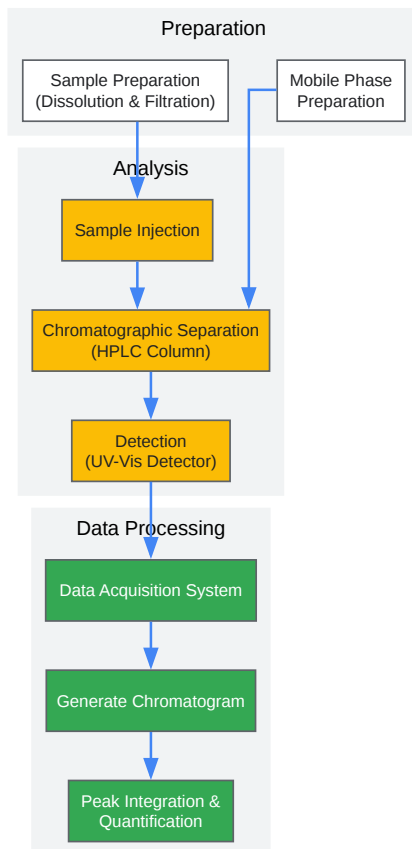 Preparation
Sample Preparation
(Dissolution & Filtration)
Mobile Phase
Preparation
Analysis
Sample Injection
Chromatographic Separation
(HPLC Column)
Detection
(UV-Vis Detector)
Data Processing
Data Acquisition System
Generate Chromatogram
Peak Integration &
Quantification